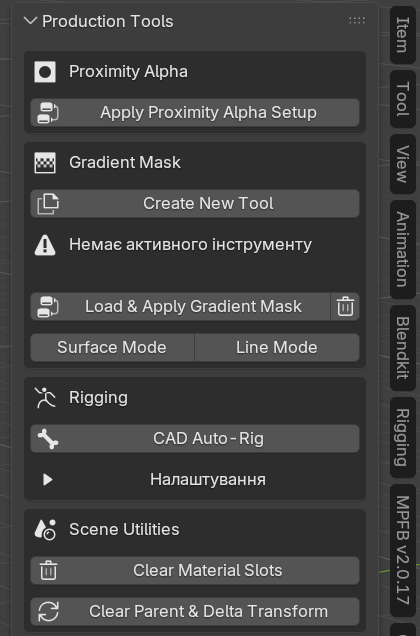 Production Tools
Proximity Alpha
Apply Proximity Alpha Setup
Gradient Mask
Create New Tool
Немає активного інструменту
Load & Apply Gradient Mask
Surface Mode
Line Mode
Rigging
CAD Auto-Rig
Налаштування
Scene Utilities
Clear Material Slots
Clear Parent & Delta Transform
Item
Tool
View
Animation
Blendkit
Rigging
MPFB v2.0.17